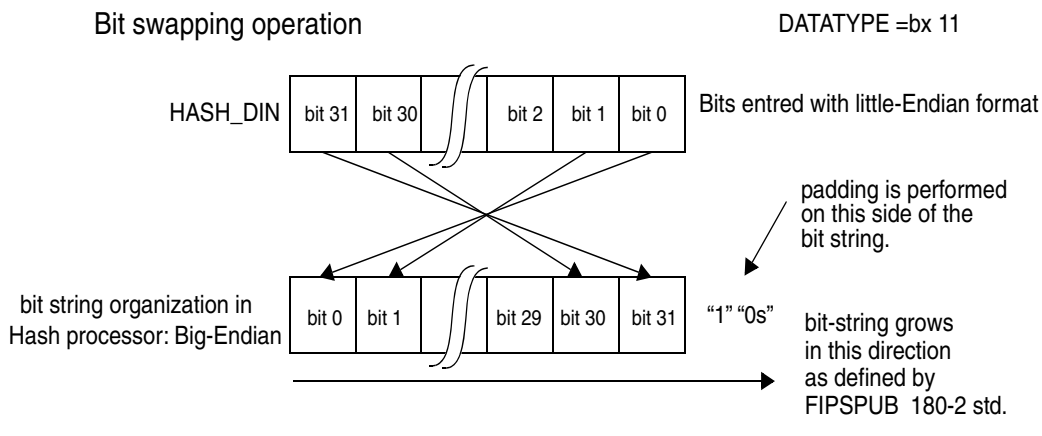 Bit swapping operation
DATATYPE =bx 11
HASH_DIN
bit 31 bit 30 bit 2 bit 1 bit 0
Bits entred with little-Endian format
padding is performed
on this side of the
bit string.
bit string organization in
Hash processor: Big-Endian
bit 0 bit 1 bit 29 bit 30 bit 31
“1” “0s”
bit-string grows
in this direction
as defined by
FIPSPUB 180-2 std.